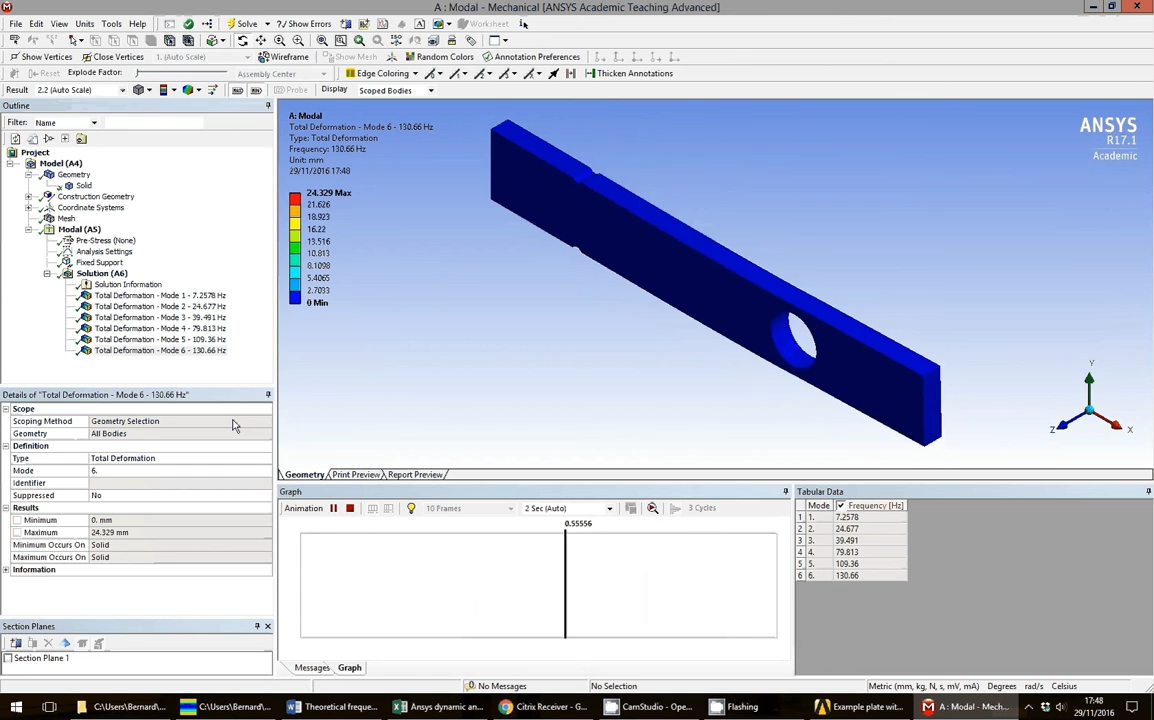 A : Modal - Mechanical [ANSYS Academic Teaching Advanced]
File Edit View Units Tools Help Solve ?/Show Errors Worksheet
Show Vertices Close Vertices 1. (Auto Scale) Wireframe Show Mesh Random Colors Annotation Preferences
Reset Explode Factor: Assembly Center Edge Coloring Thicken Annotations
Result 2.2 (Auto Scale) Probe Display Scoped Bodies
Outline
Filter: Name
Project
Model (A4)
Geometry
Solid
Construction Geometry
Coordinate Systems
Mesh
Modal (A5)
Pre-Stress (None)
Analysis Settings
Fixed Support
Solution (A6)
Solution Information
Total Deformation - Mode 1 - 7.2578 Hz
Total Deformation - Mode 2 - 24.677 Hz
Total Deformation - Mode 3 - 39.491 Hz
Total Deformation - Mode 4 - 79.813 Hz
Total Deformation - Mode 5 - 109.36 Hz
Total Deformation - Mode 6 - 130.66 Hz
Details of "Total Deformation - Mode 6 - 130.66 Hz"
Scope
Scoping Method Geometry Selection
Geometry All Bodies
Definition
Type Total Deformation
Mode 6.
Identifier
Suppressed No
Results
Minimum 0. mm
Maximum 24.329 mm
Minimum Occurs On Solid
Maximum Occurs On Solid
Information
Section Planes
Section Plane 1
A: Modal
Total Deformation - Mode 6 - 130.66 Hz
Type: Total Deformation
Frequency: 130.66 Hz
Unit: mm
29/11/2016 17:48
24.329 Max
21.626
18.923
16.22
13.516
10.813
8.1098
5.4065
2.7033
0 Min
ANSYS
R17.1
Academic
Y
Z
X
Geometry Print Preview Report Preview
Graph
Animation 10 Frames 2 Sec (Auto) 3 Cycles
0.55556
Messages Graph
Tabular Data
Mode Frequency [Hz]
1 1. 7.2578
2 2. 24.677
3 3. 39.491
4 4. 79.813
5 5. 109.36
6 6. 130.66
No Messages No Selection Metric (mm, kg, N, s, mV, mA) Degrees rad/s Celsius
C:\Users\Bernard\... C:\Users\Bernard\... Theoretical freque... Ansys dynamic an... Citrix Receiver - G... CamStudio - Ope... Flashing Example plate wit... A : Modal - Mech...
17:48
29/11/2016